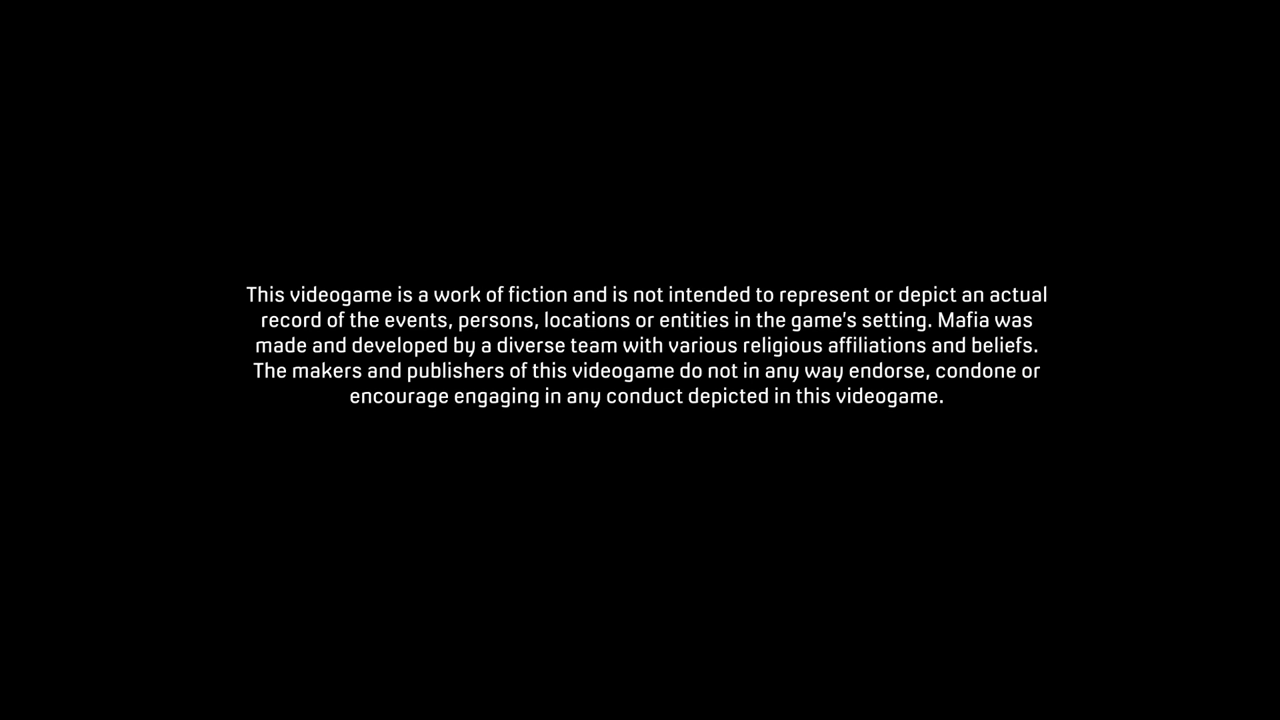 This videogame is a work of fiction and is not intended to represent or depict an actual
record of the events, persons, locations or entities in the game's setting. Mafia was
made and developed by a diverse team with various religious affiliations and beliefs.
The makers and publishers of this videogame do not in any way endorse, condone or
encourage engaging in any conduct depicted in this videogame.